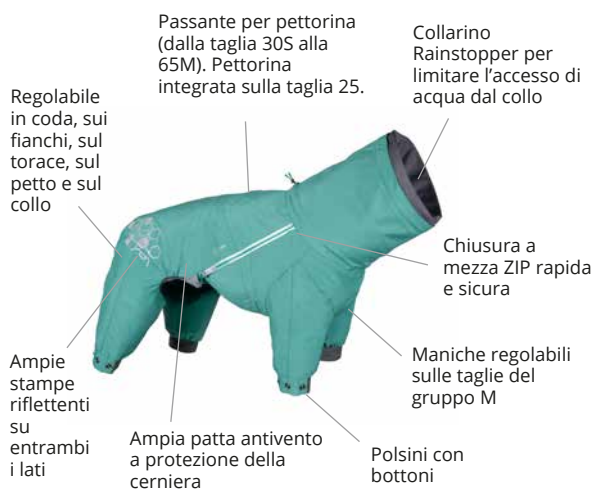 Passante per pettorina
(dalla taglia 30S alla
65M). Pettorina
integrata sulla taglia 25.
Collarino
Rainstopper per
limitare l’accesso di
acqua dal collo
Regolabile
in coda, sui
fianchi, sul
torace, sul
petto e sul
collo
Chiusura a
mezza ZIP rapida
e sicura
Maniche regolabili
sulle taglie del
gruppo M
Ampie
stampe
riflettenti
su
entrambi
i lati
Ampia patta antivento
a protezione della
cerniera
Polsini con
bottoni